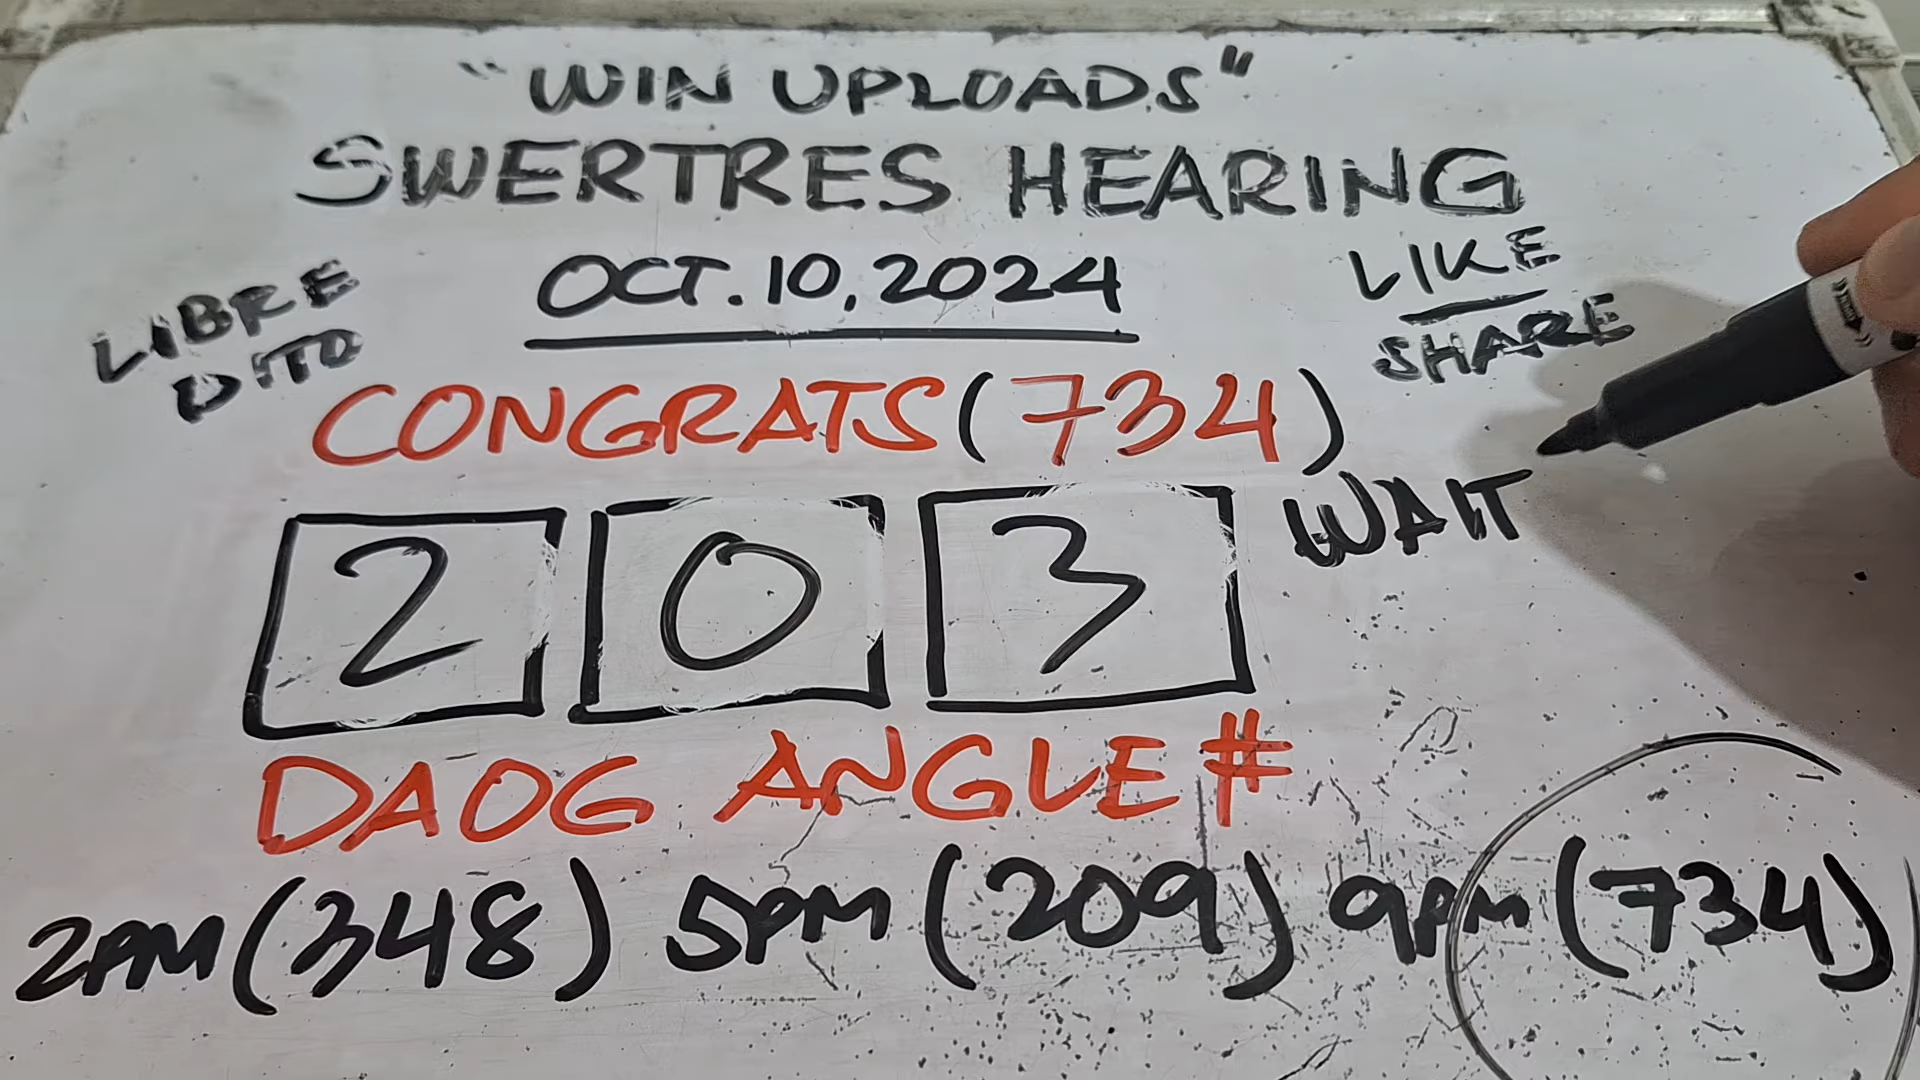 "WIN UPLOADS"
SWERTRES HEARING
OCT. 10, 2024
LIBRE
DITO
LIKE
SHARE
CONGRATS (734)
2 0 3
WAIT
DAOG ANGLE #
2PM (348) 5PM (209) 9PM (734)